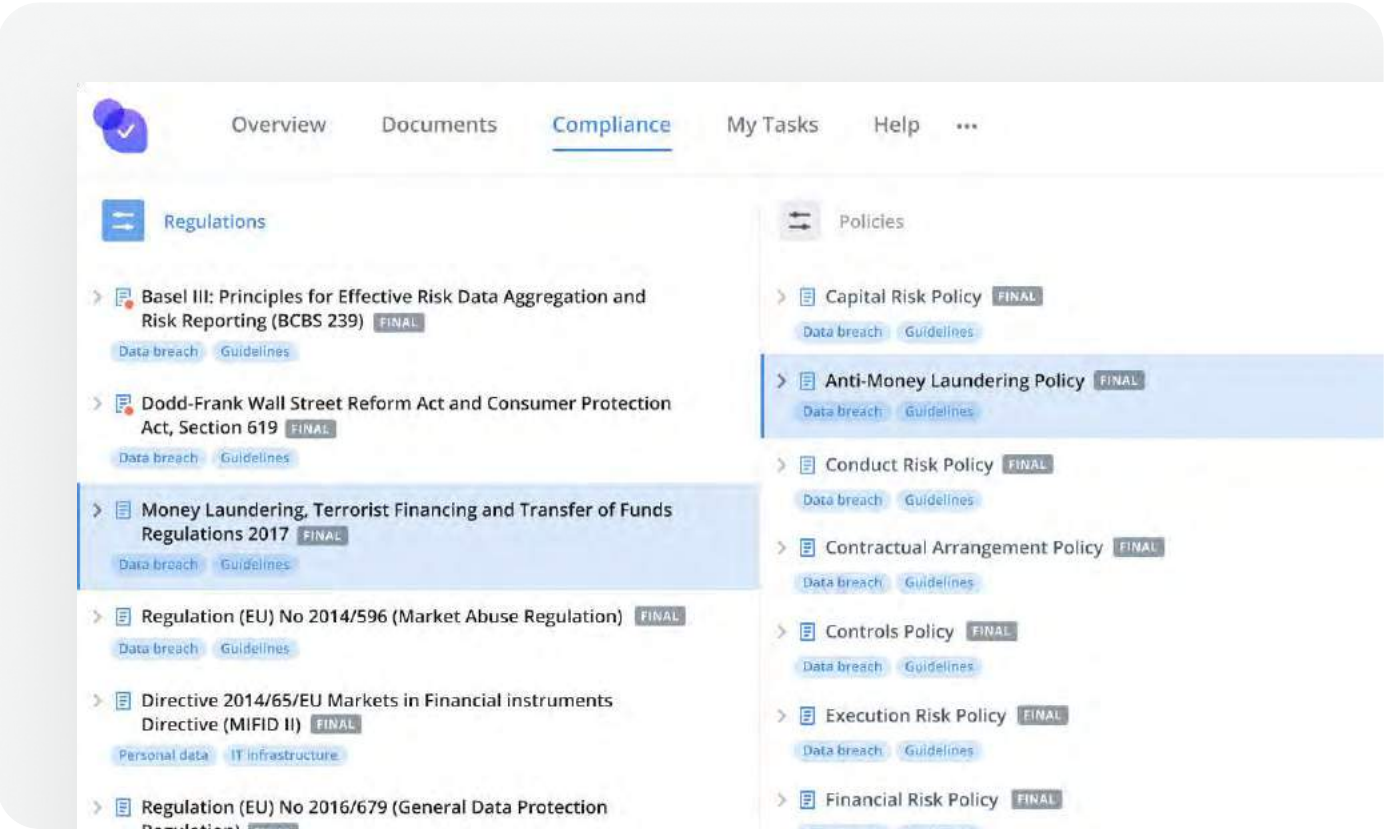 Overview Documents Compliance My Tasks Help •••
Regulations
Basel III: Principles for Effective Risk Data Aggregation and
Risk Reporting (BCBS 239) FINAL
Data breach Guidelines
Dodd-Frank Wall Street Reform Act and Consumer Protection
Act, Section 619 FINAL
Data breach Guidelines
Money Laundering, Terrorist Financing and Transfer of Funds
Regulations 2017 FINAL
Data breach Guidelines
Regulation (EU) No 2014/596 (Market Abuse Regulation) FINAL
Data breach Guidelines
Directive 2014/65/EU Markets in Financial instruments
Directive (MIFID II) FINAL
Personal data IT infrastructure
Regulation (EU) No 2016/679 (General Data Protection
Regulation)
Policies
Capital Risk Policy FINAL
Data breach Guidelines
Anti-Money Laundering Policy FINAL
Data breach Guidelines
Conduct Risk Policy FINAL
Data breach Guidelines
Contractual Arrangement Policy FINAL
Data breach Guidelines
Controls Policy FINAL
Data breach Guidelines
Execution Risk Policy FINAL
Data breach Guidelines
Financial Risk Policy FINAL